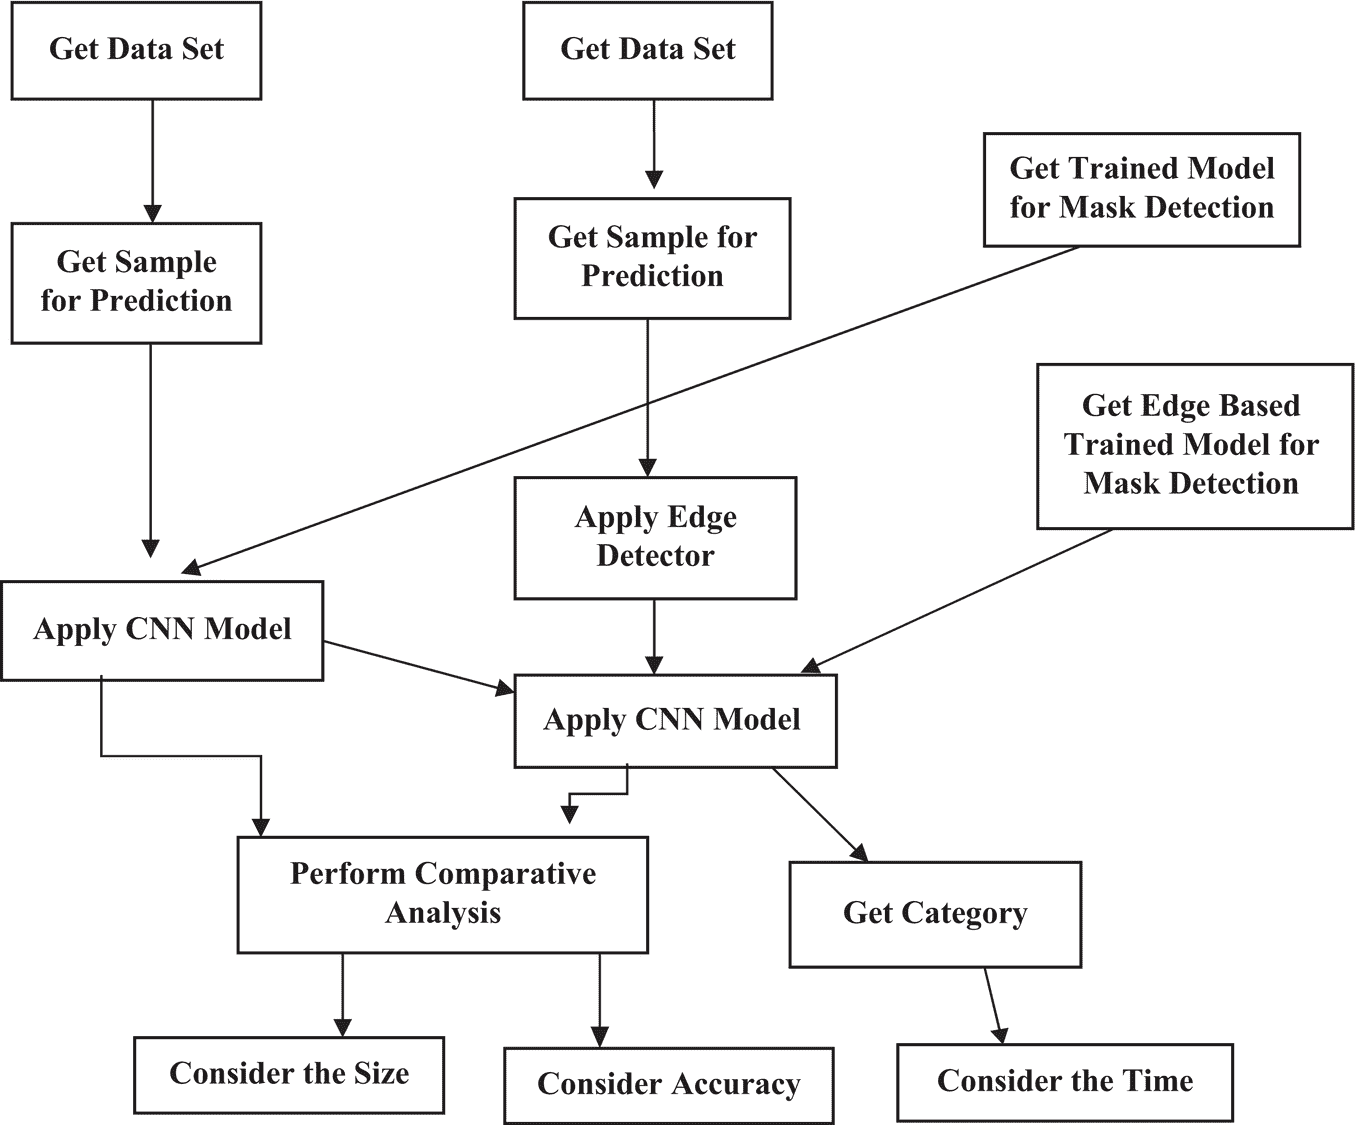 Get Data Set
Get Data Set
Get Trained Model
for Mask Detection
Get Sample
for Prediction
Get Sample for
Prediction
Get Edge Based
Trained Model for
Mask Detection
Apply Edge
Detector
Apply CNN Model
Apply CNN Model
Perform Comparative
Analysis
Get Category
Consider the Size
Consider Accuracy
Consider the Time